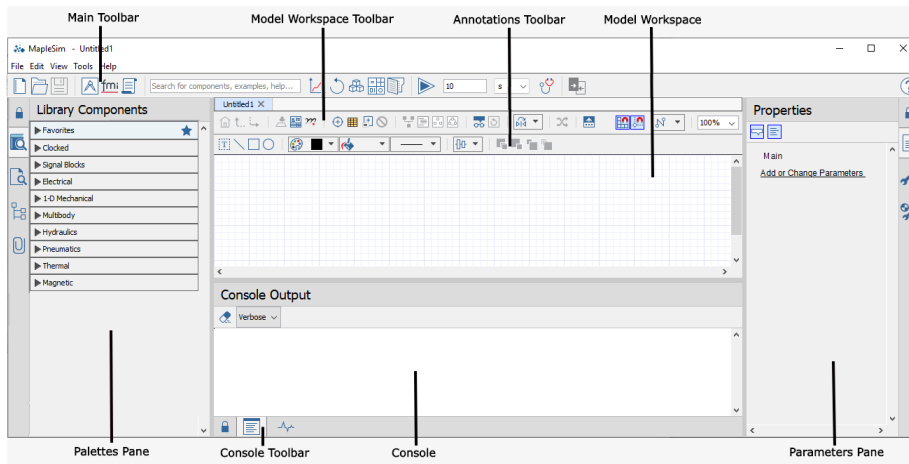 Main Toolbar Model Workspace Toolbar Annotations Toolbar Model Workspace
MapleSim - Untitled1
File Edit View Tools Help
fmi Search for components, examples, help... 10 s
Library Components
Favorites
Clocked
Signal Blocks
Electrical
1-D Mechanical
Multibody
Hydraulics
Pneumatics
Thermal
Magnetic
Untitled1
100%
T
Console Output
Verbose
Properties
Main
Add or Change Parameters
Palettes Pane Console Toolbar Console Parameters Pane